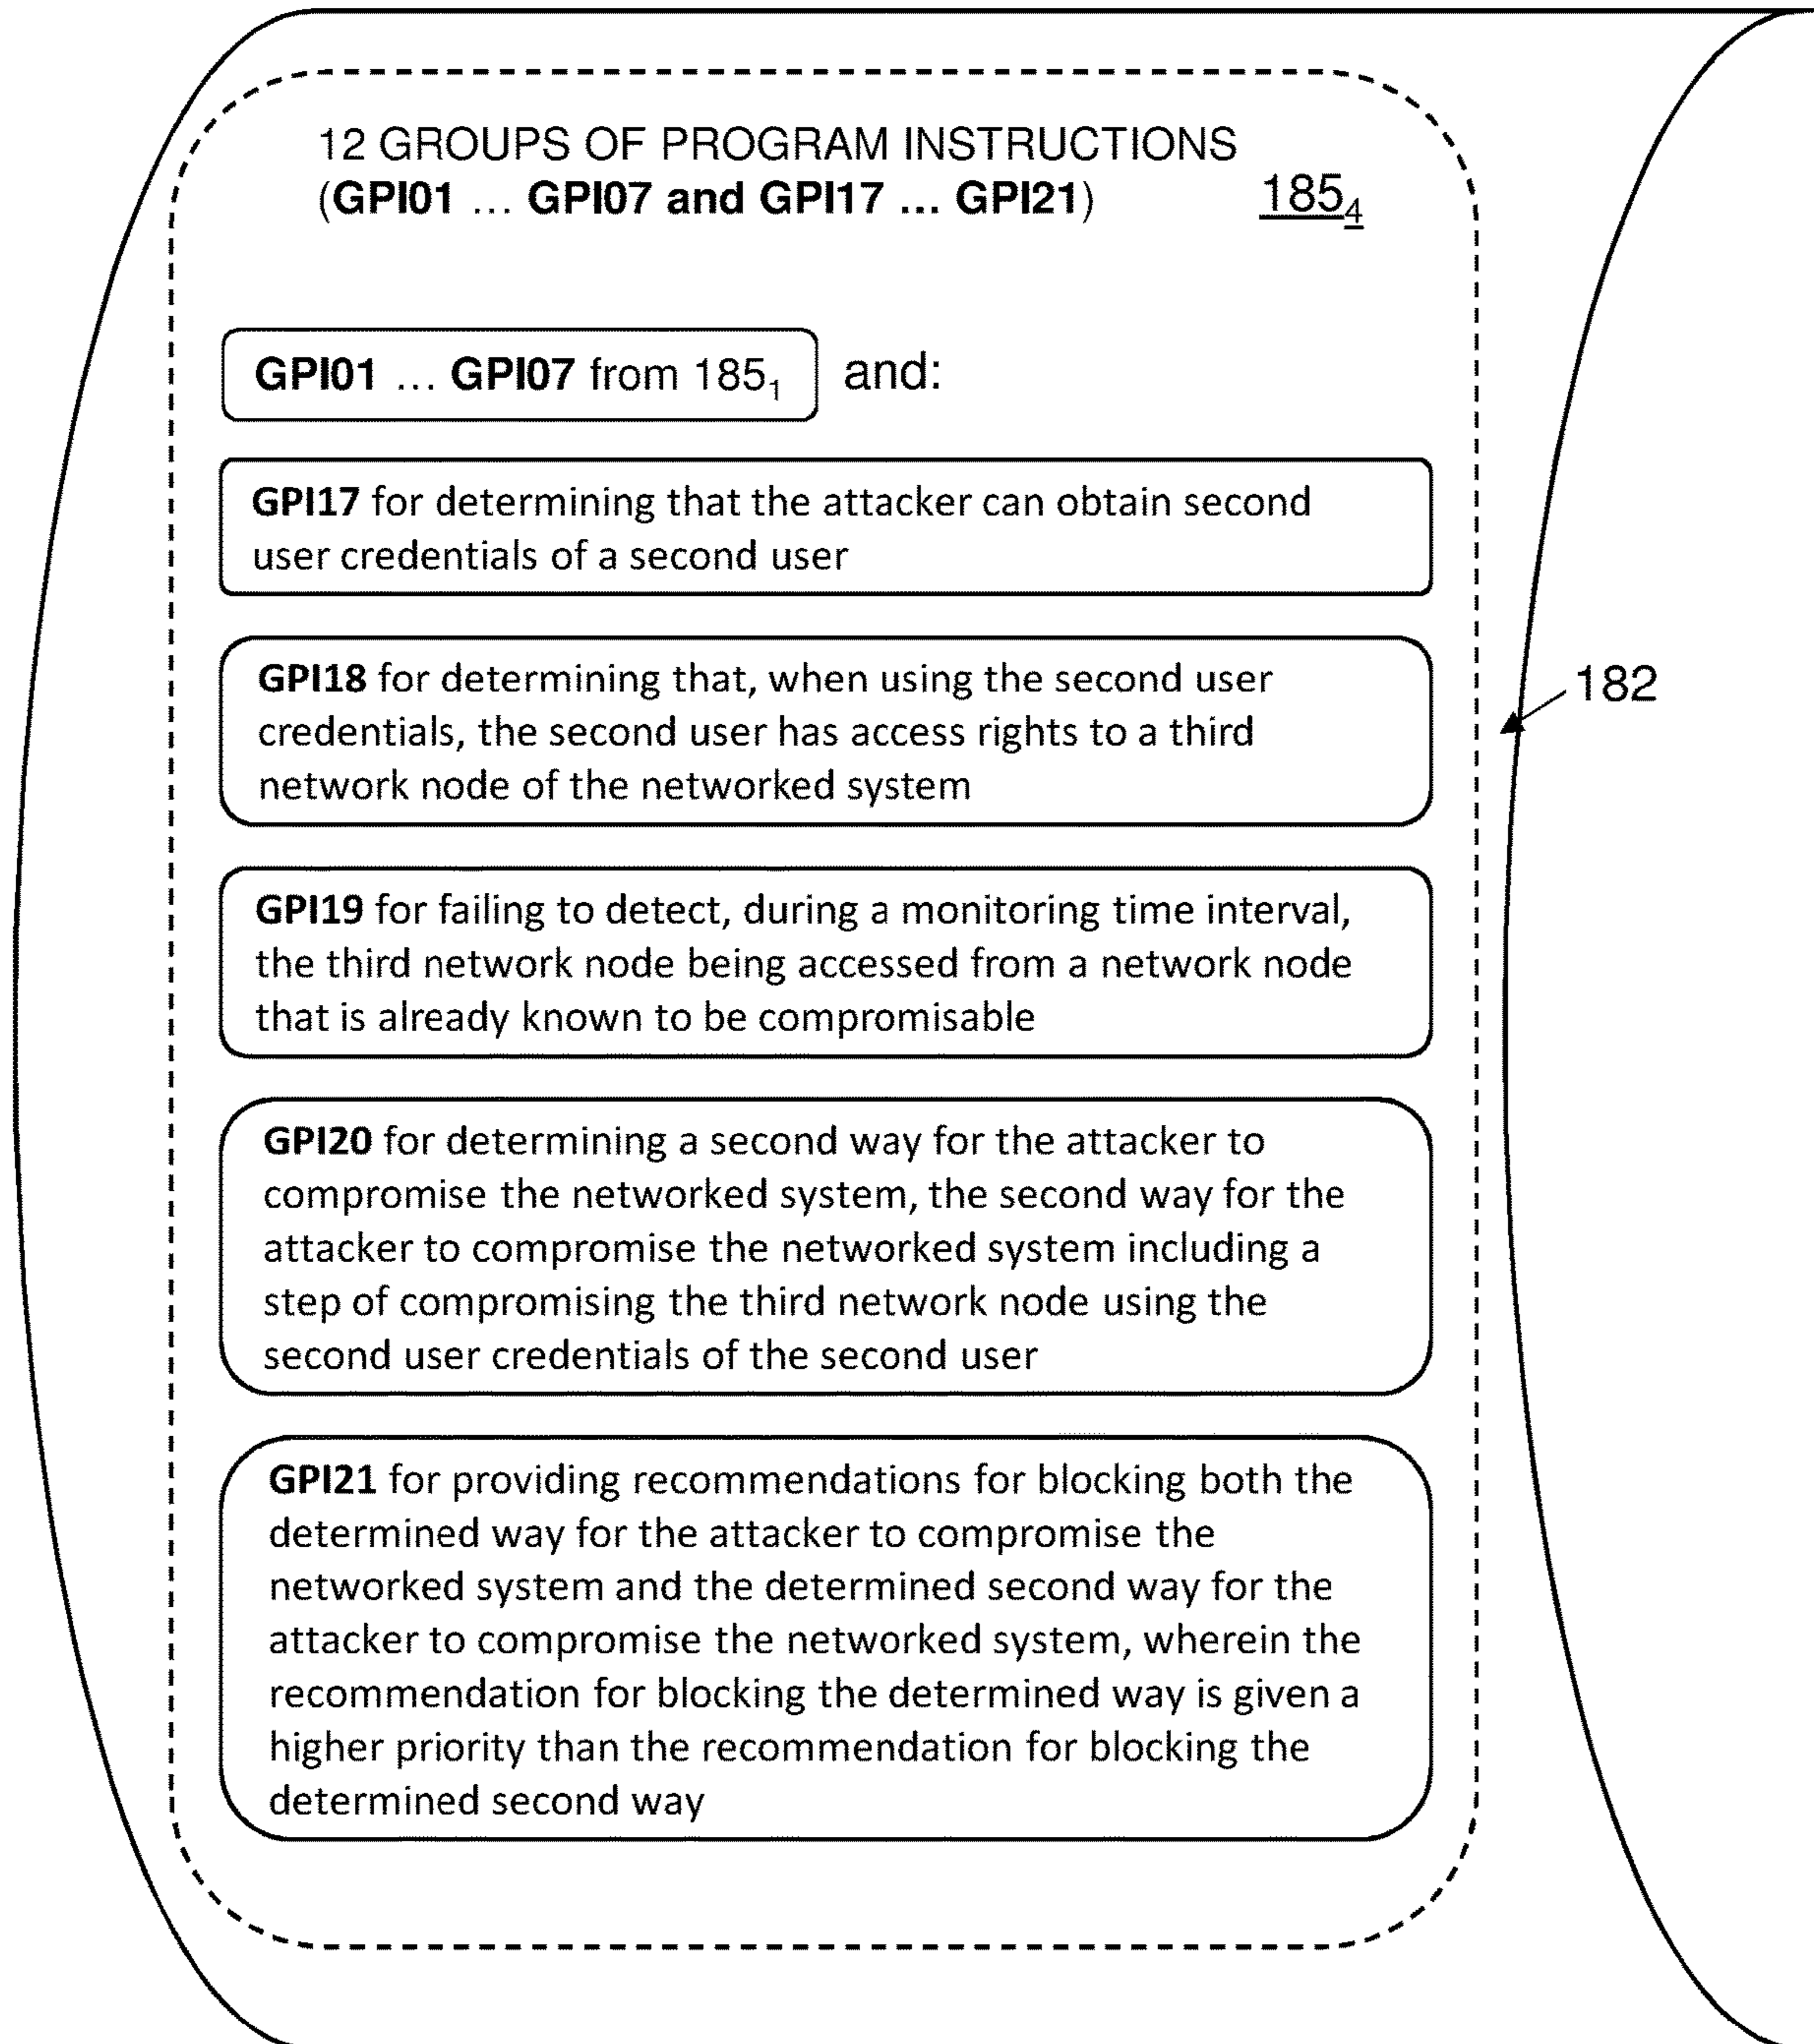 12 GROUPS OF PROGRAM INSTRUCTIONS
(GPI01 ... GPI07 and GPI17 ... GPI21) 185₄
GPI01 ... GPI07 from 185₁ and:
GPI17 for determining that the attacker can obtain second
user credentials of a second user
GPI18 for determining that, when using the second user
credentials, the second user has access rights to a third
network node of the networked system
182
GPI19 for failing to detect, during a monitoring time interval,
the third network node being accessed from a network node
that is already known to be compromisable
GPI20 for determining a second way for the attacker to
compromise the networked system, the second way for the
attacker to compromise the networked system including a
step of compromising the third network node using the
second user credentials of the second user
GPI21 for providing recommendations for blocking both the
determined way for the attacker to compromise the
networked system and the determined second way for the
attacker to compromise the networked system, wherein the
recommendation for blocking the determined way is given a
higher priority than the recommendation for blocking the
determined second way